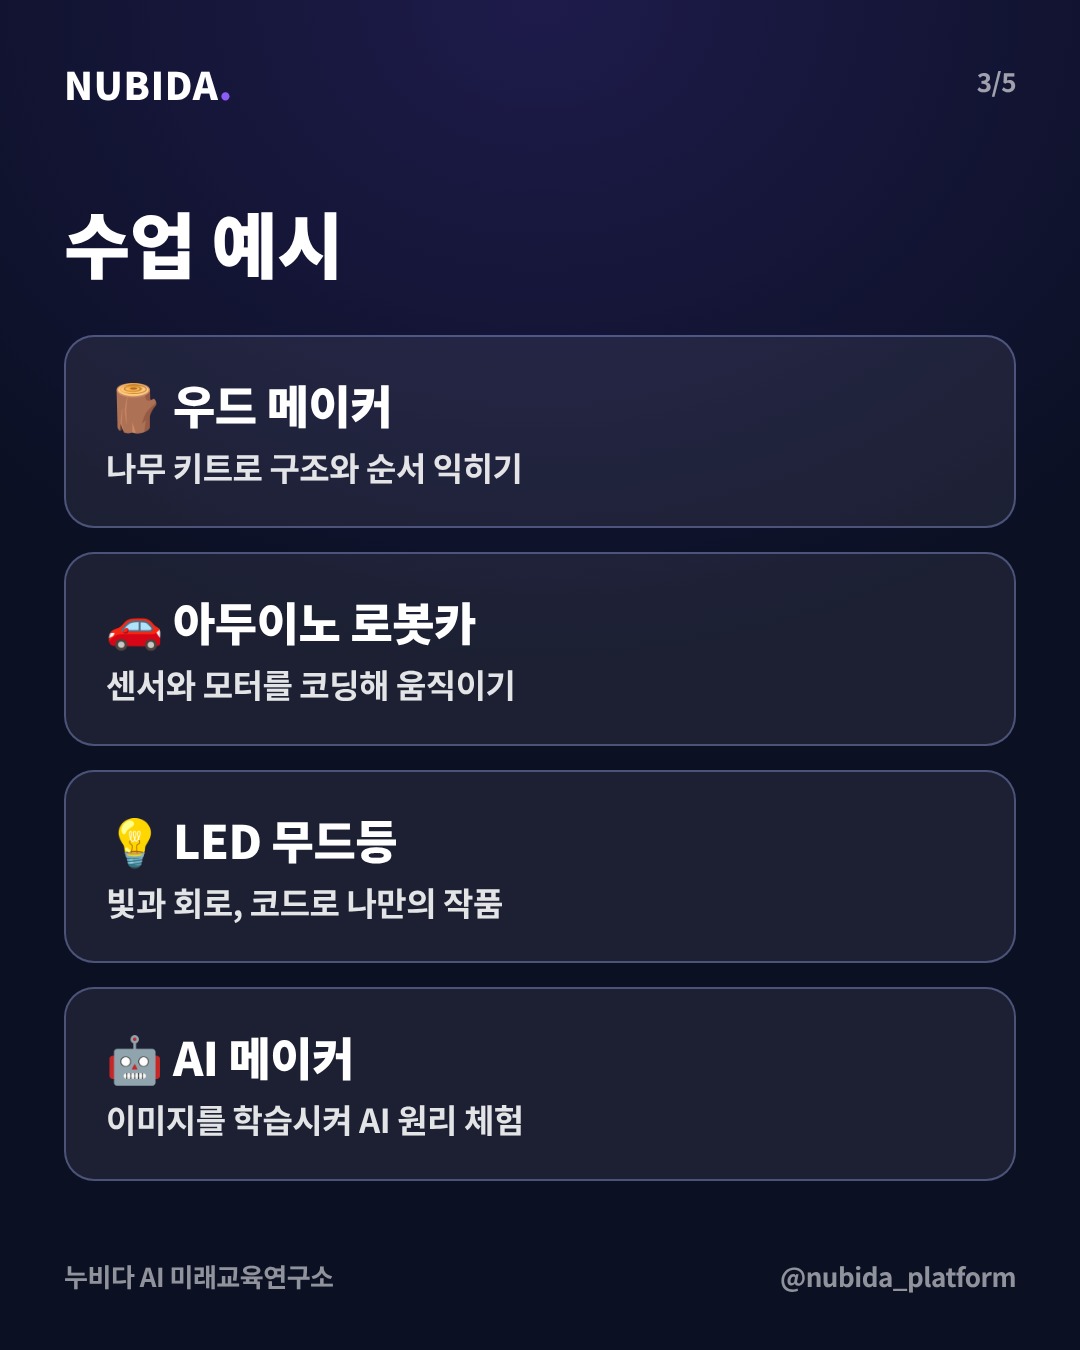 NUBIDA.
3/5
수업 예시
🪵 우드 메이커
나무 키트로 구조와 순서 익히기
🚗 아두이노 로봇카
센서와 모터를 코딩해 움직이기
💡 LED 무드등
빛과 회로, 코드로 나만의 작품
🤖 AI 메이커
이미지를 학습시켜 AI 원리 체험
누비다 AI 미래교육연구소
@nubida_platform